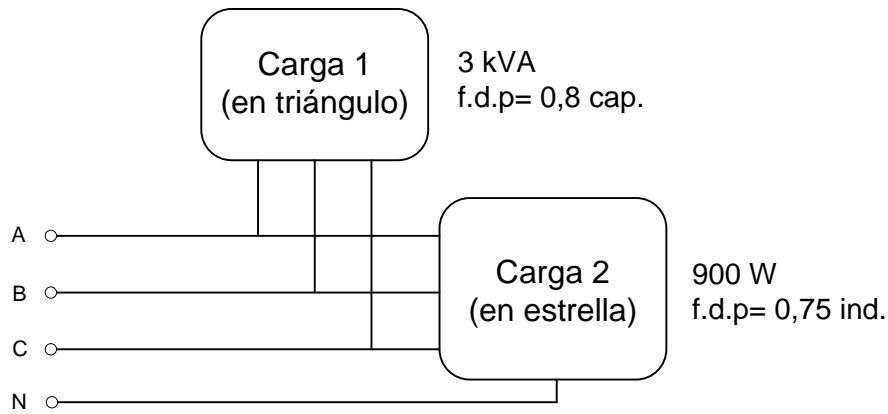 Carga 1
(en triángulo)
3 kVA
f.d.p= 0,8 cap.
A
B
C
N
Carga 2
(en estrella)
900 W
f.d.p= 0,75 ind.